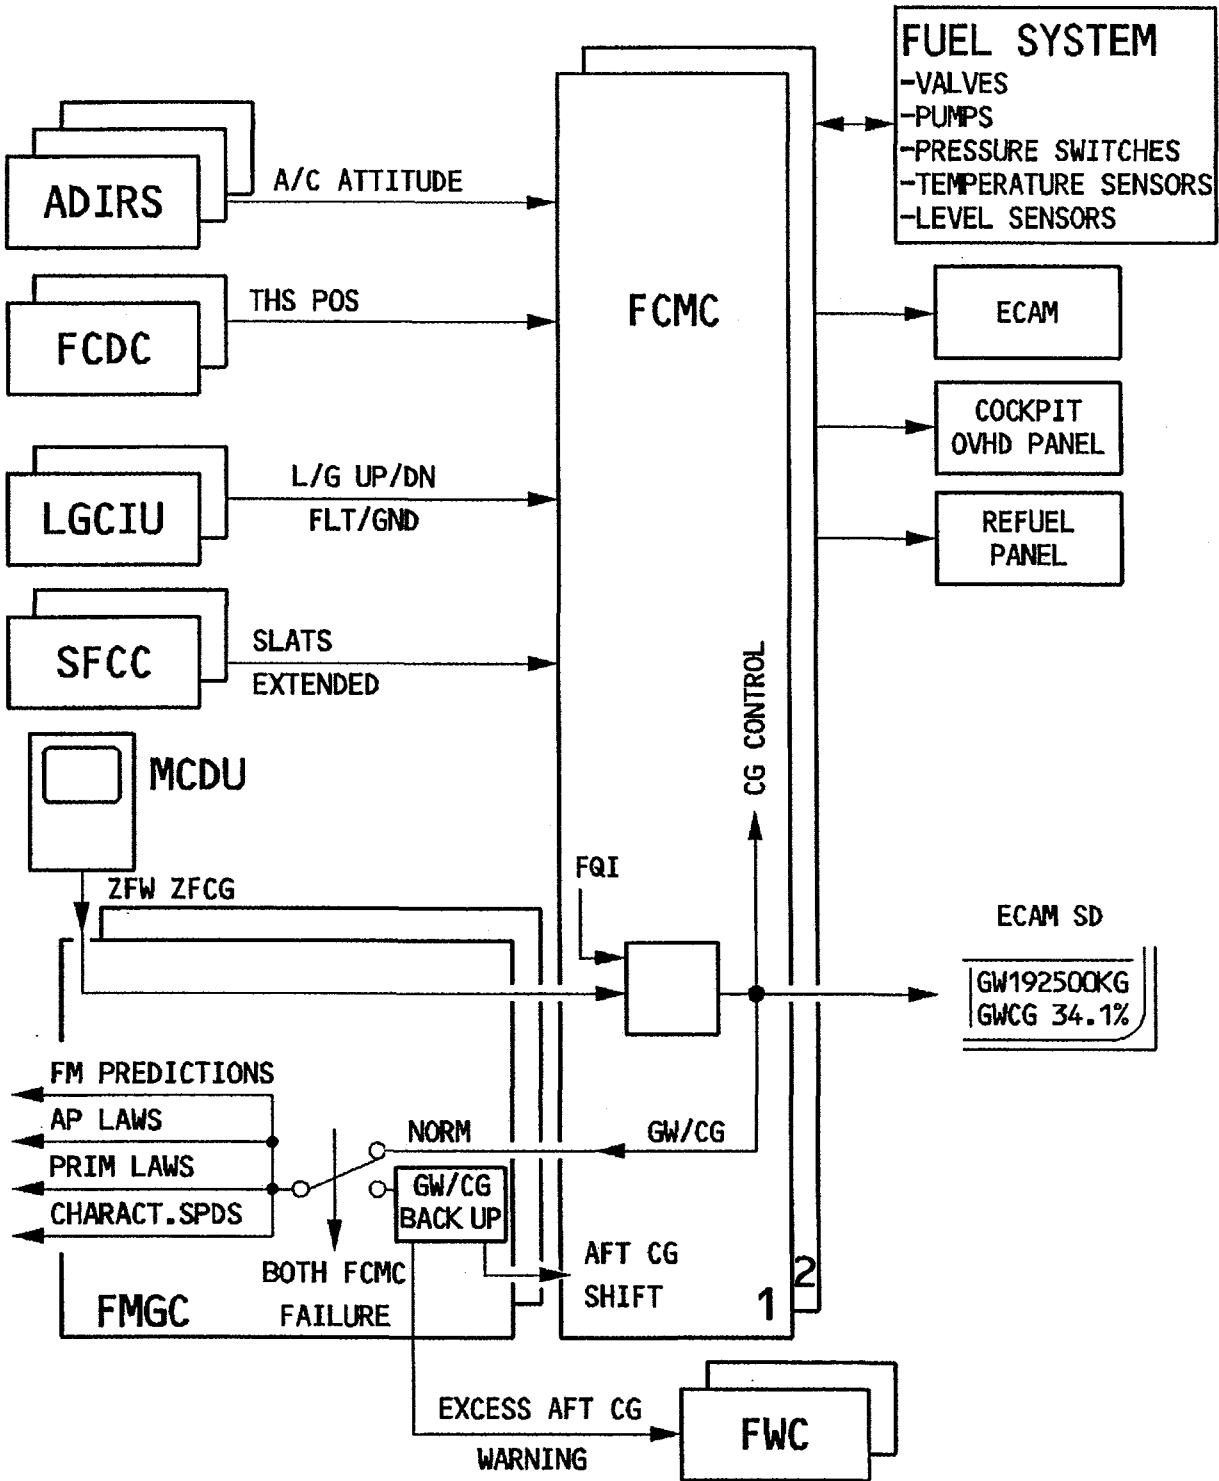 FUEL SYSTEM
-VALVES
-PUMPS
-PRESSURE SWITCHES
-TEMPERATURE SENSORS
-LEVEL SENSORS
ADIRS
A/C ATTITUDE
FCDC
THS POS
FCMC
ECAM
COCKPIT
OVHD PANEL
LGCIU
L/G UP/DN
FLT/GND
REFUEL
PANEL
SFCC
SLATS
EXTENDED
CG CONTROL
MCDU
ZFW ZFCG
FQI
ECAM SD
GW192500KG
GWCG 34.1%
FM PREDICTIONS
AP LAWS
PRIM LAWS
CHARACT.SPDS
NORM
GW/CG
GW/CG
BACK UP
BOTH FCMC
FAILURE
AFT CG
SHIFT
1
2
FMGC
EXCESS AFT CG
WARNING
FWC